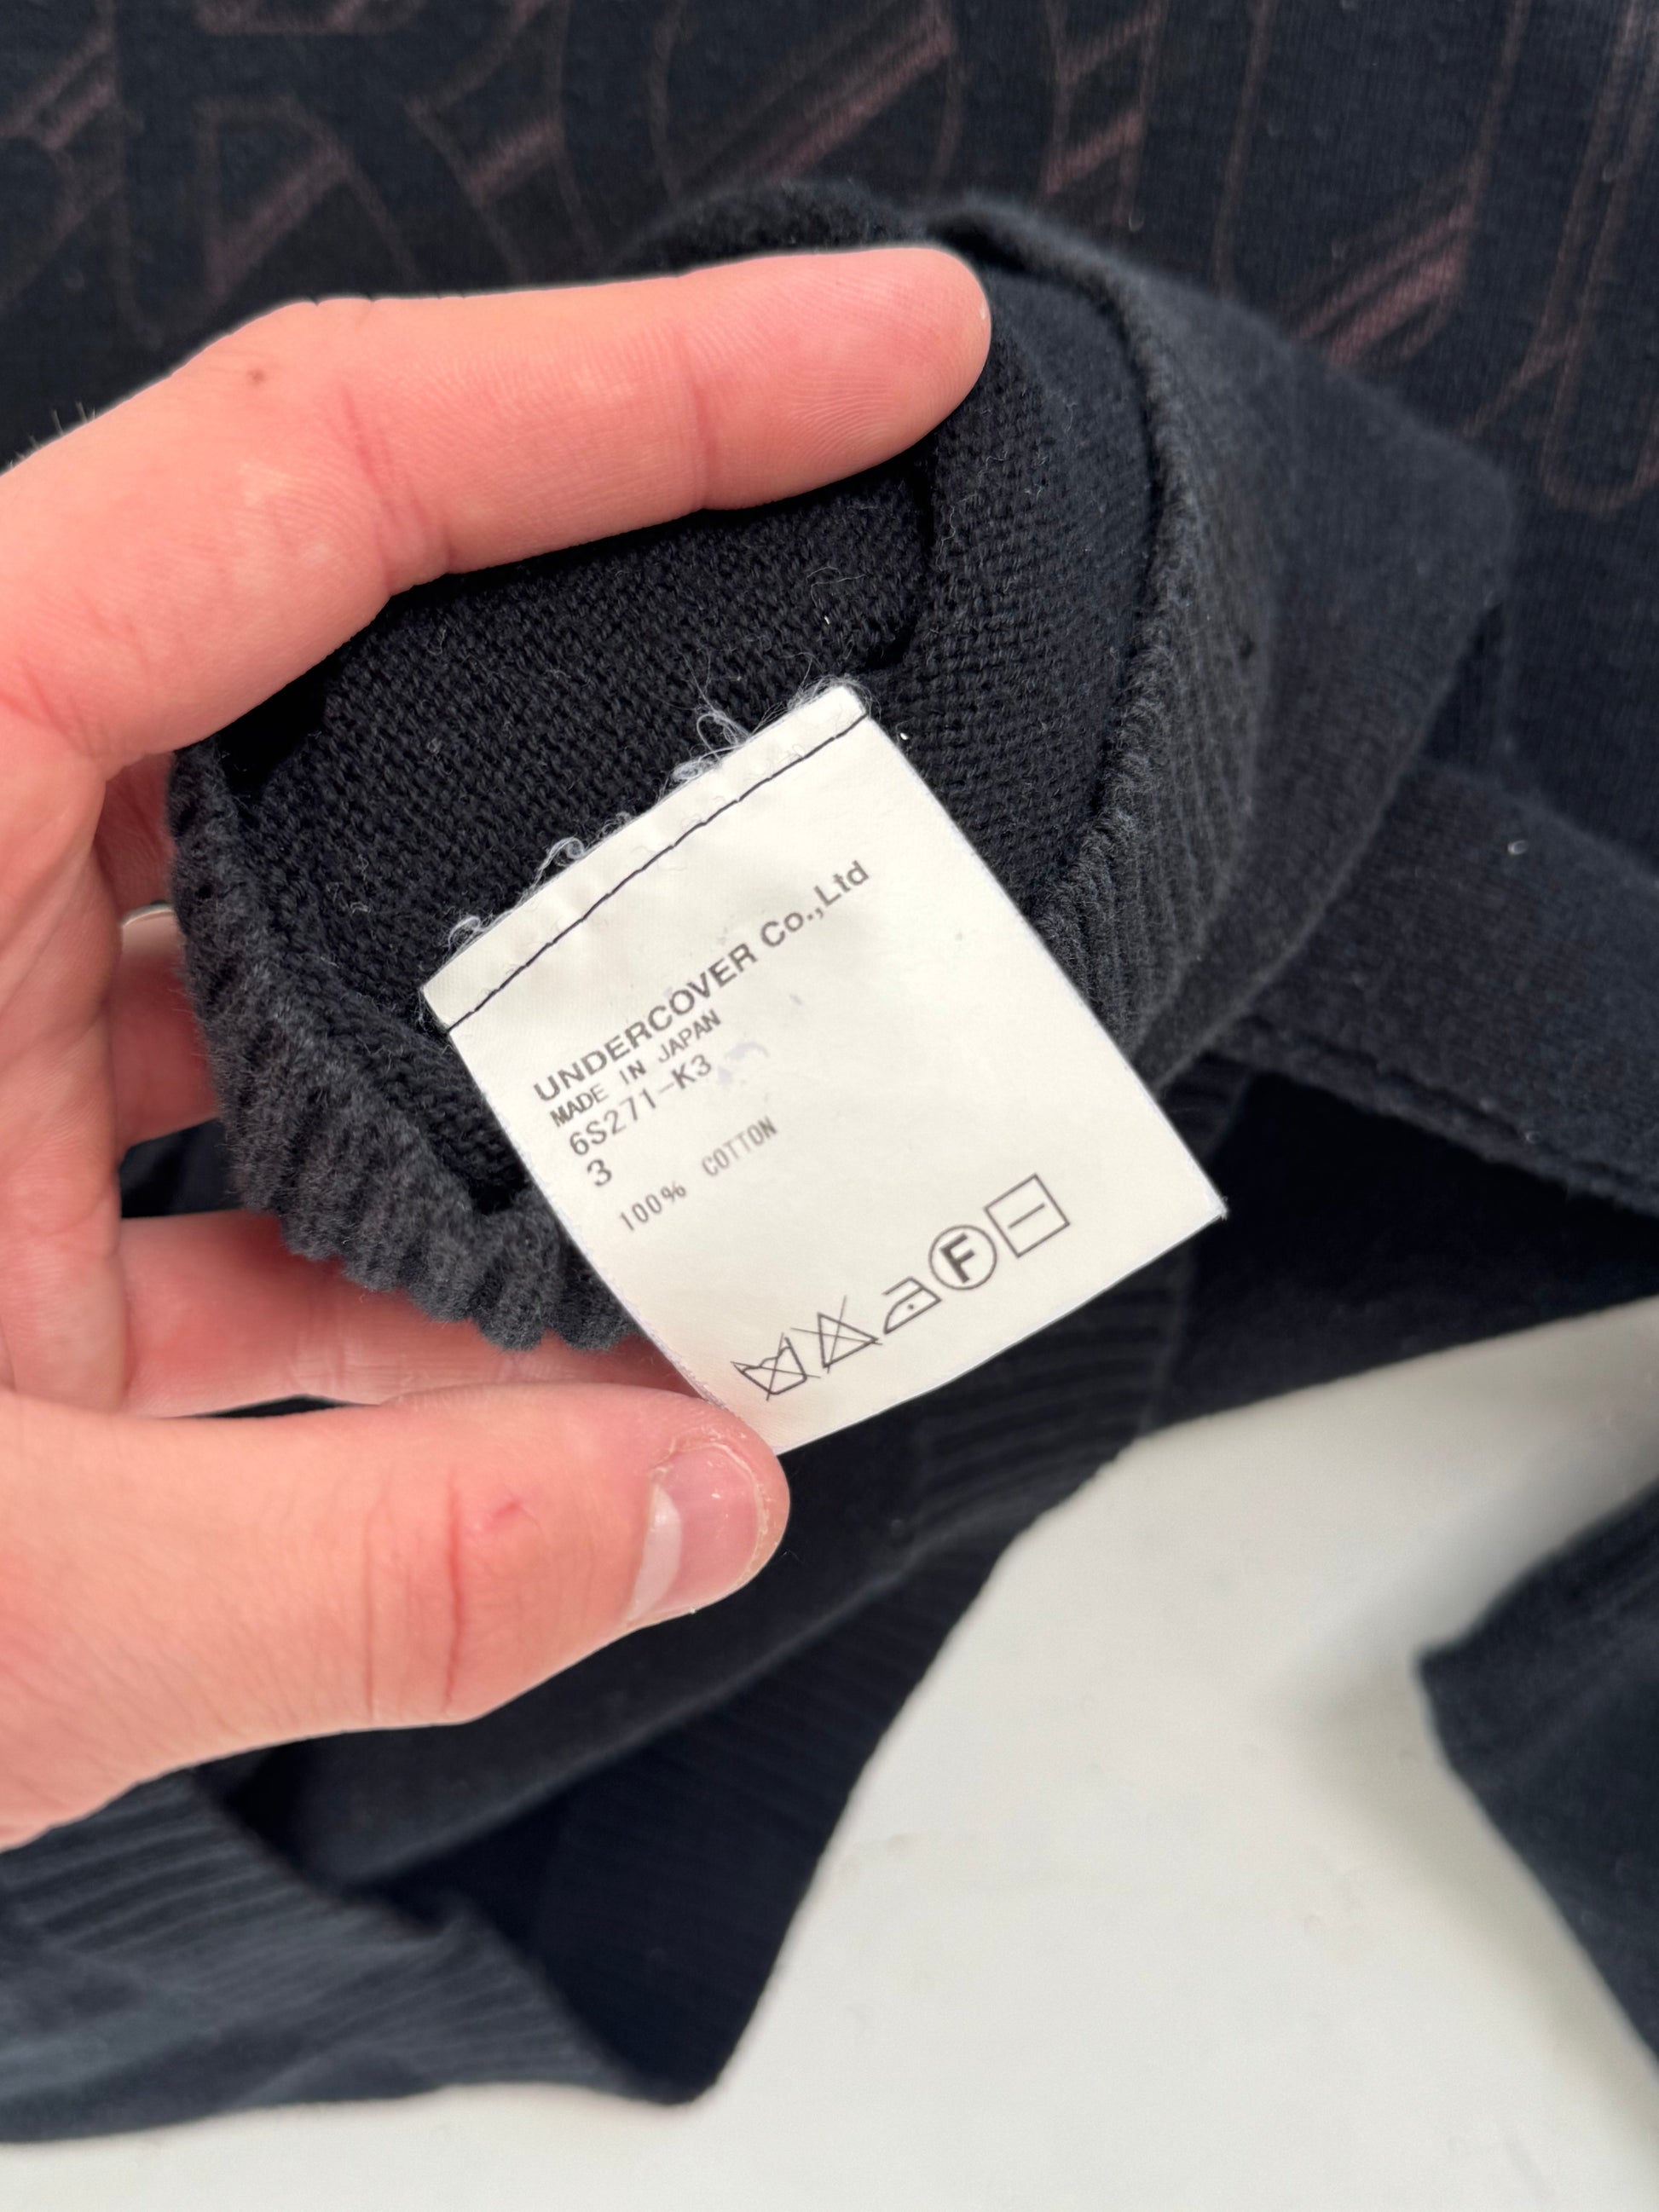 UNDERCOVER Co.,Ltd
MADE IN JAPAN
6S271-K3
3
100% COTTON
F